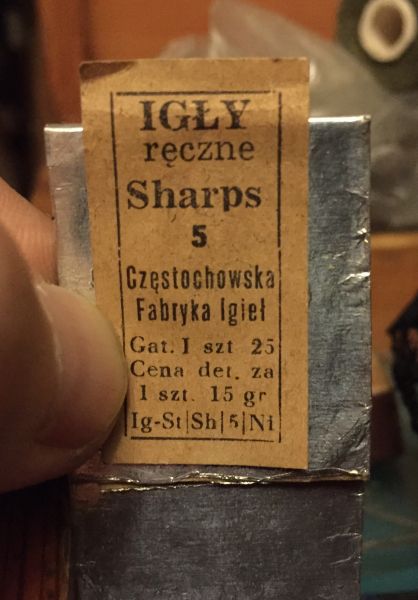 IGŁY
ręczne
Sharps
5
Częstochowska
Fabryka Igieł
Gat. I szt 25
Cena det. za
1 szt. 15 gr
Ig-St|Sh|5|Ni